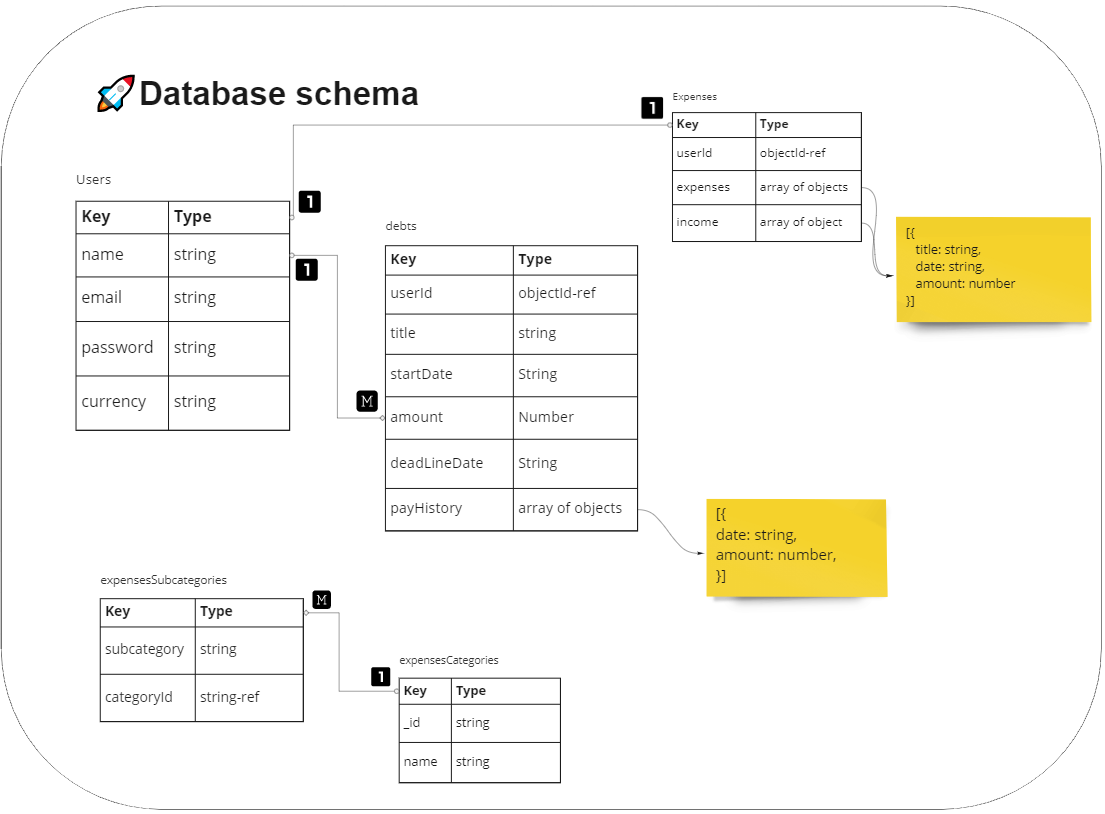 🚀Database schema
Users
Key Type
name string
email string
password string
currency string
1
1
Expenses
1
Key Type
userId objectId-ref
expenses array of objects
income array of object
[{
title: string,
date: string,
amount: number
}]
debts
Key Type
userId objectId-ref
title string
startDate String
M
amount Number
deadLineDate String
payHistory array of objects
[{
date: string,
amount: number,
}]
expensesSubcategories
M
Key Type
subcategory string
categoryId string-ref
expensesCategories
1
Key Type
_id string
name string